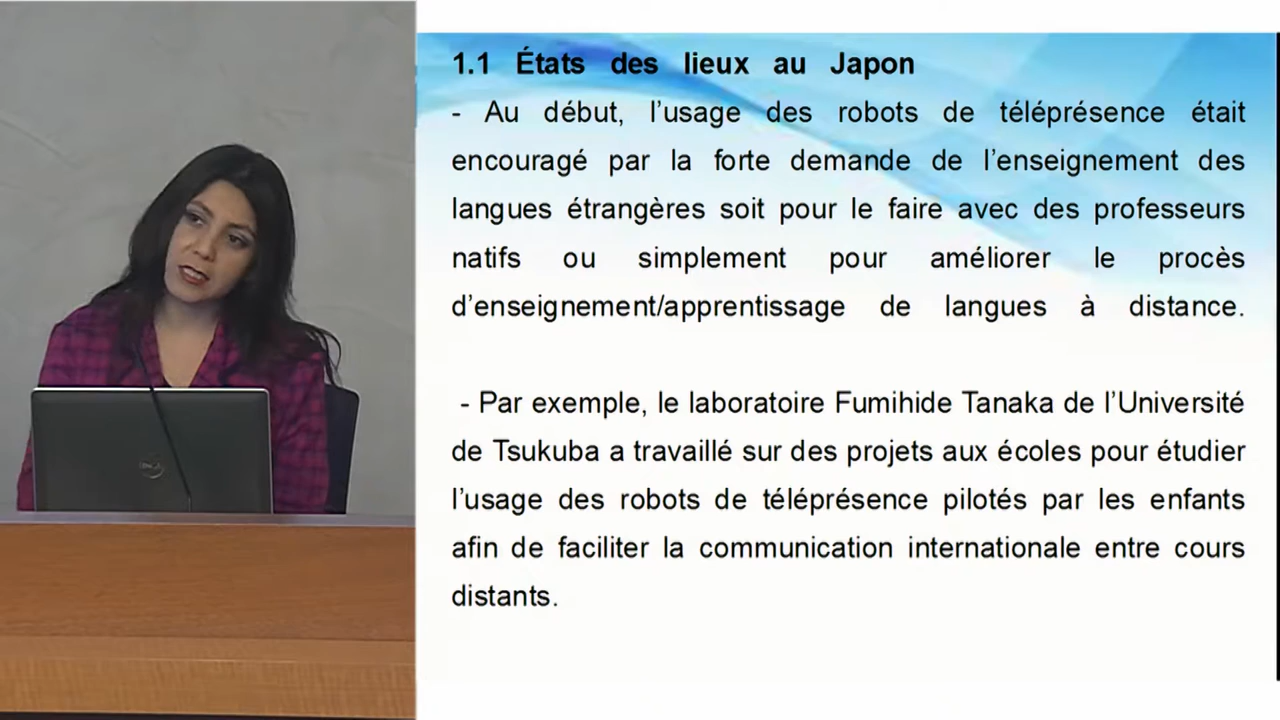 1.1 États des lieux au Japon
- Au début, l’usage des robots de téléprésence était
encouragé par la forte demande de l’enseignement des
langues étrangères soit pour le faire avec des professeurs
natifs ou simplement pour améliorer le procès
d’enseignement/apprentissage de langues à distance.
- Par exemple, le laboratoire Fumihide Tanaka de l’Université
de Tsukuba a travaillé sur des projets aux écoles pour étudier
l’usage des robots de téléprésence pilotés par les enfants
afin de faciliter la communication internationale entre cours
distants.
DELL